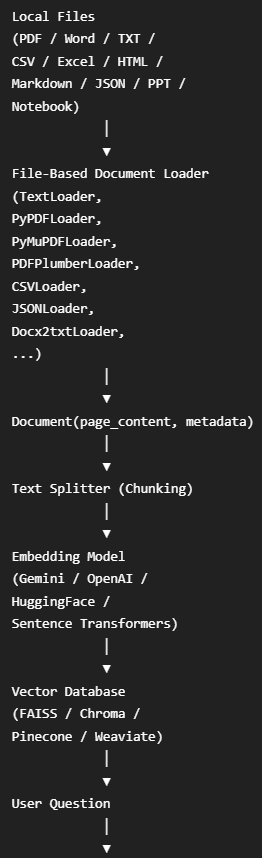 Local Files
(PDF / Word / TXT /
CSV / Excel / HTML /
Markdown / JSON / PPT /
Notebook)
│
▼
File-Based Document Loader
(TextLoader,
PyPDFLoader,
PyMuPDFLoader,
PDFPlumberLoader,
CSVLoader,
JSONLoader,
Docx2txtLoader,
...)
│
▼
Document(page_content, metadata)
│
▼
Text Splitter (Chunking)
│
▼
Embedding Model
(Gemini / OpenAI /
HuggingFace /
Sentence Transformers)
│
▼
Vector Database
(FAISS / Chroma /
Pinecone / Weaviate)
│
▼
User Question
│
▼